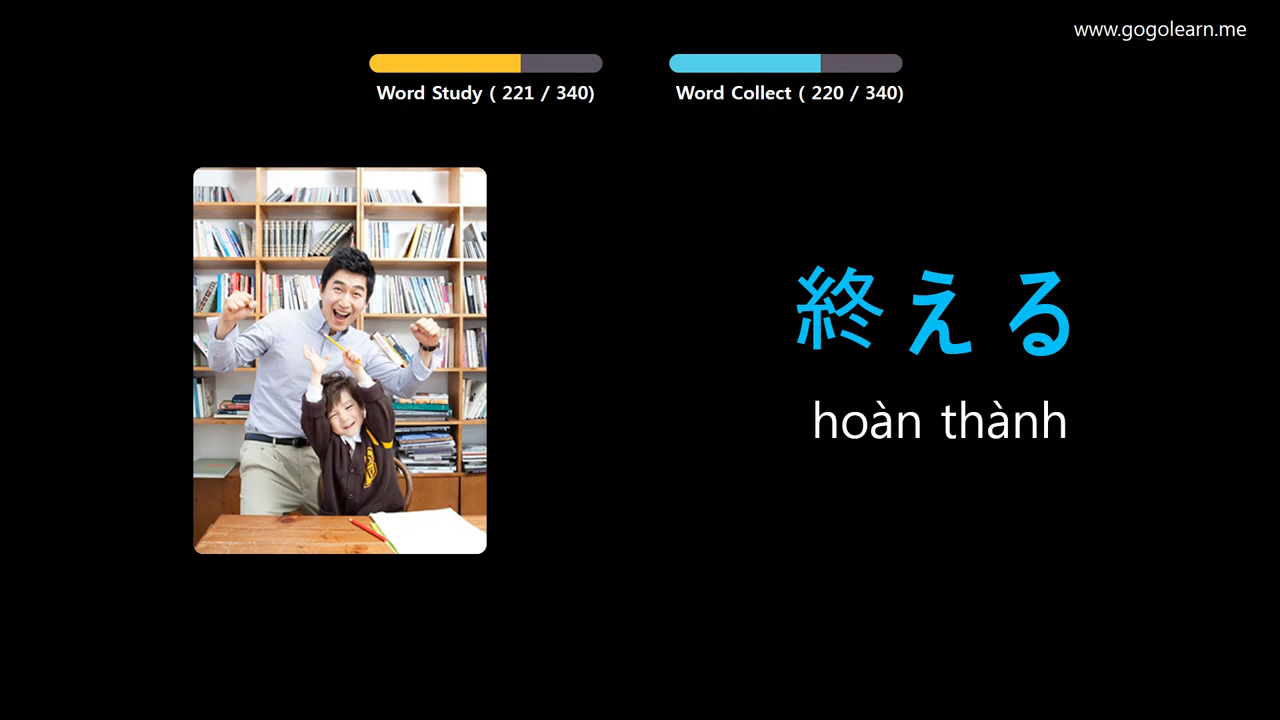 www.gogolearn.me
Word Study ( 221 / 340)
Word Collect ( 220 / 340)
終える
hoàn thành